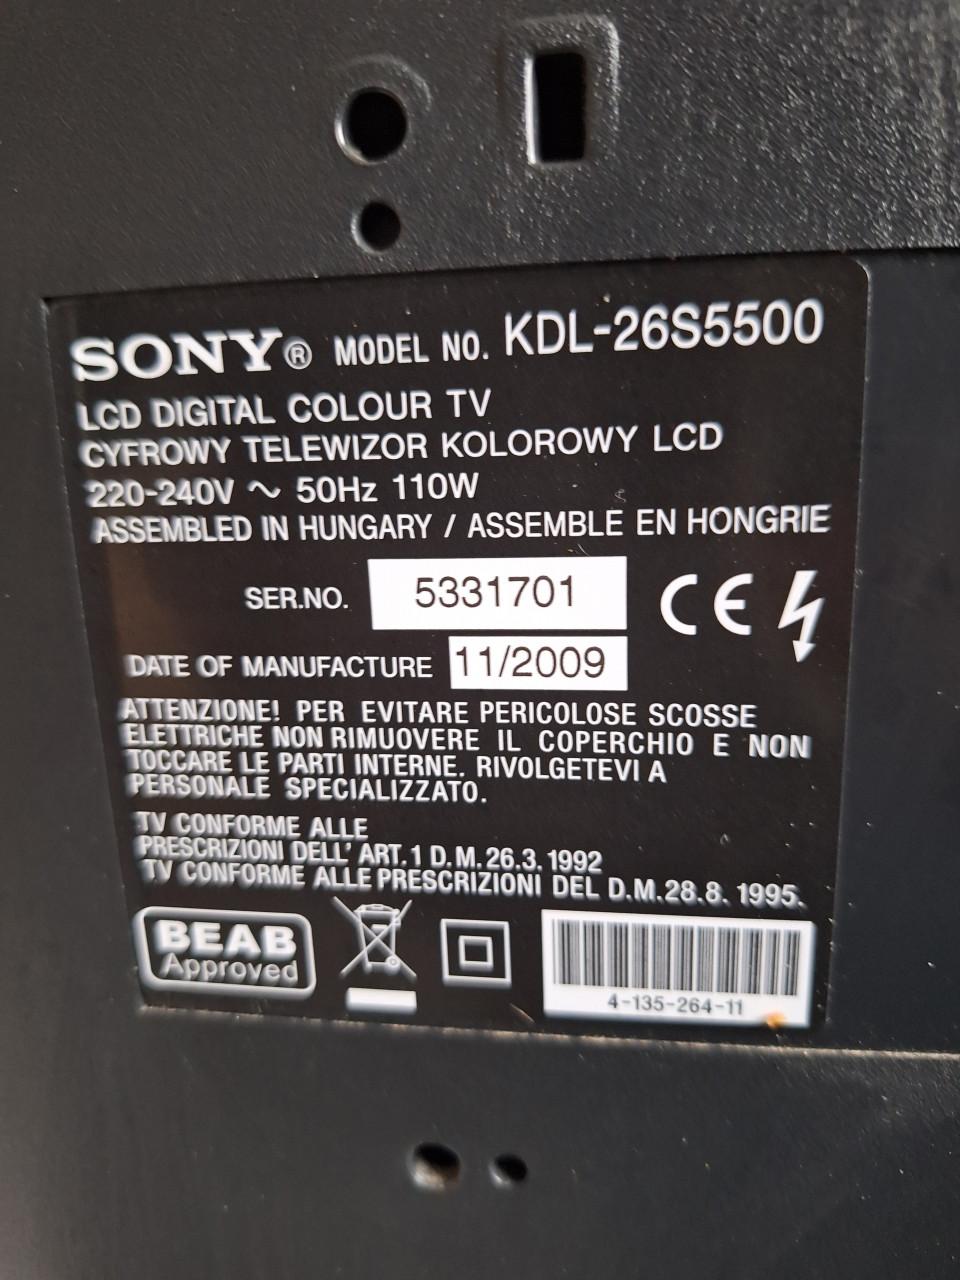 SONY® MODEL NO. KDL-26S5500
LCD DIGITAL COLOUR TV
CYFROWY TELEWIZOR KOLOROWY LCD
220-240V ~ 50Hz 110W
ASSEMBLED IN HUNGARY / ASSEMBLE EN HONGRIE
SER.NO. 5331701 CE
DATE OF MANUFACTURE 11/2009
ATTENZIONE! PER EVITARE PERICOLOSE SCOSSE
ELETTRICHE NON RIMUOVERE IL COPERCHIO E NON
TOCCARE LE PARTI INTERNE. RIVOLGETEVI A
PERSONALE SPECIALIZZATO.
TV CONFORME ALLE
PRESCRIZIONI DELL' ART.1 D.M.26.3.1992
TV CONFORME ALLE PRESCRIZIONI DEL D.M.28.8. 1995.
BEAB
Approved
4-135-264-11